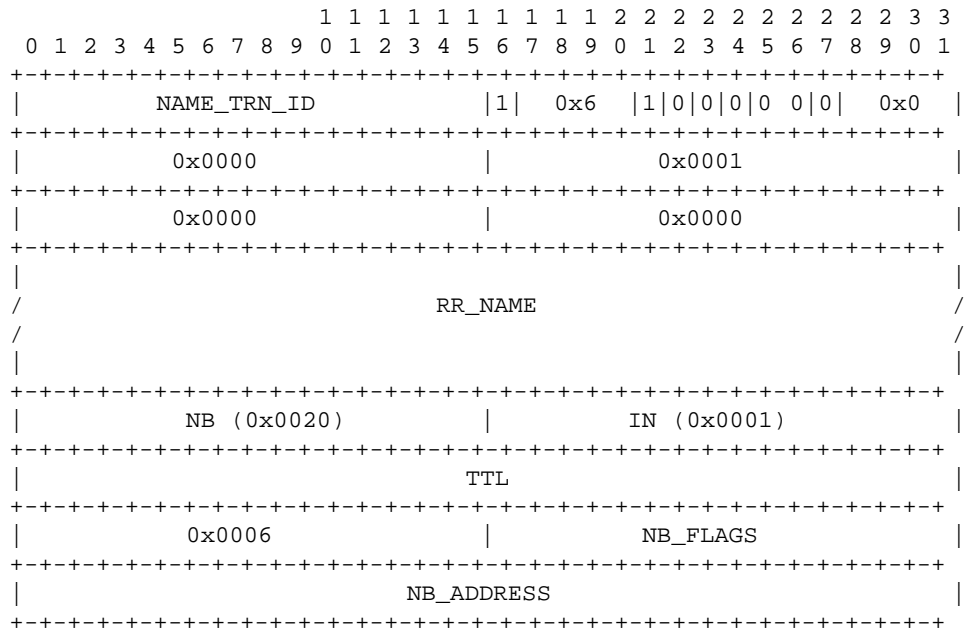 1 1 1 1 1 1 1 1 1 1 2 2 2 2 2 2 2 2 2 2 3 3
 0 1 2 3 4 5 6 7 8 9 0 1 2 3 4 5 6 7 8 9 0 1 2 3 4 5 6 7 8 9 0 1
+-+-+-+-+-+-+-+-+-+-+-+-+-+-+-+-+-+-+-+-+-+-+-+-+-+-+-+-+-+-+-+-+
|         NAME_TRN_ID           |1|  0x6  |1|0|0|0|0 0|0|  0x0  |
+-+-+-+-+-+-+-+-+-+-+-+-+-+-+-+-+-+-+-+-+-+-+-+-+-+-+-+-+-+-+-+-+
|          0x0000               |           0x0001              |
+-+-+-+-+-+-+-+-+-+-+-+-+-+-+-+-+-+-+-+-+-+-+-+-+-+-+-+-+-+-+-+-+
|          0x0000               |           0x0000              |
+-+-+-+-+-+-+-+-+-+-+-+-+-+-+-+-+-+-+-+-+-+-+-+-+-+-+-+-+-+-+-+-+
|                                                               |
/                            RR_NAME                            /
/                                                               /
|                                                               |
+-+-+-+-+-+-+-+-+-+-+-+-+-+-+-+-+-+-+-+-+-+-+-+-+-+-+-+-+-+-+-+-+
|           NB (0x0020)         |         IN (0x0001)           |
+-+-+-+-+-+-+-+-+-+-+-+-+-+-+-+-+-+-+-+-+-+-+-+-+-+-+-+-+-+-+-+-+
|                              TTL                              |
+-+-+-+-+-+-+-+-+-+-+-+-+-+-+-+-+-+-+-+-+-+-+-+-+-+-+-+-+-+-+-+-+
|           0x0006              |          NB_FLAGS             |
+-+-+-+-+-+-+-+-+-+-+-+-+-+-+-+-+-+-+-+-+-+-+-+-+-+-+-+-+-+-+-+-+
|                          NB_ADDRESS                           |
+-+-+-+-+-+-+-+-+-+-+-+-+-+-+-+-+-+-+-+-+-+-+-+-+-+-+-+-+-+-+-+-+